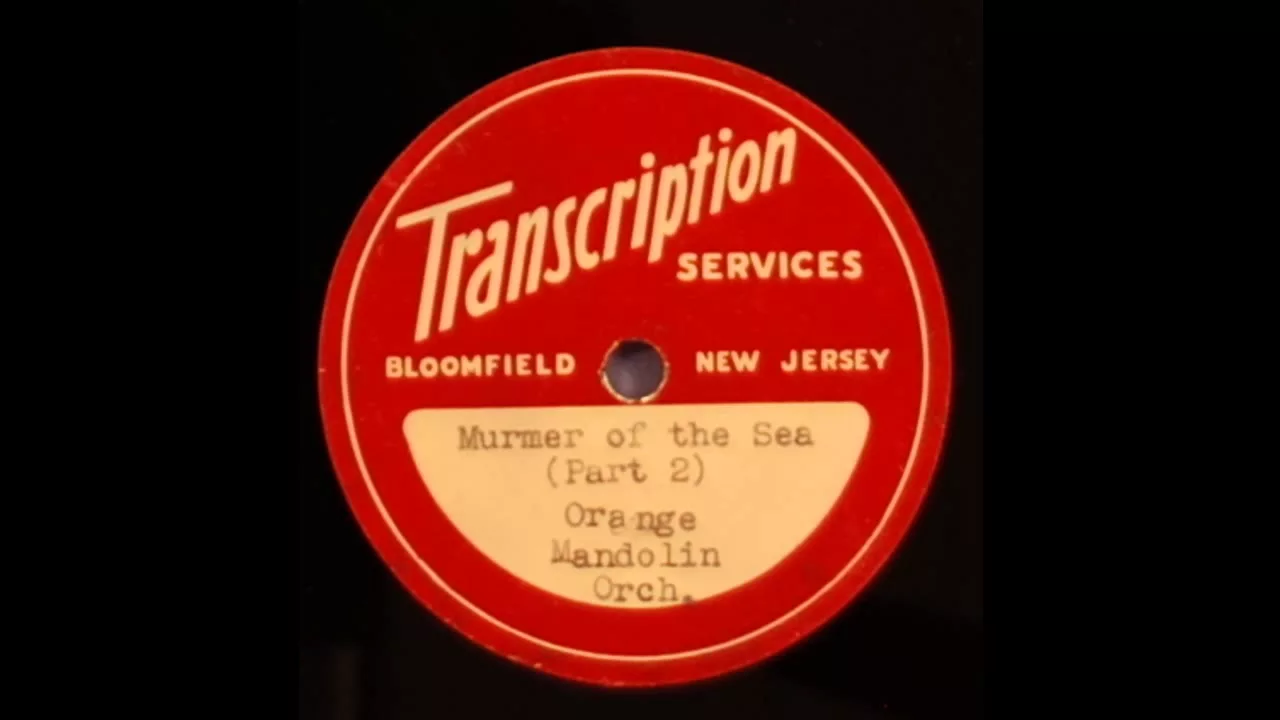 Transcription
SERVICES
BLOOMFIELD NEW JERSEY
Murmer of the Sea
(Part 2)
Orange
Mandolin
Orch.